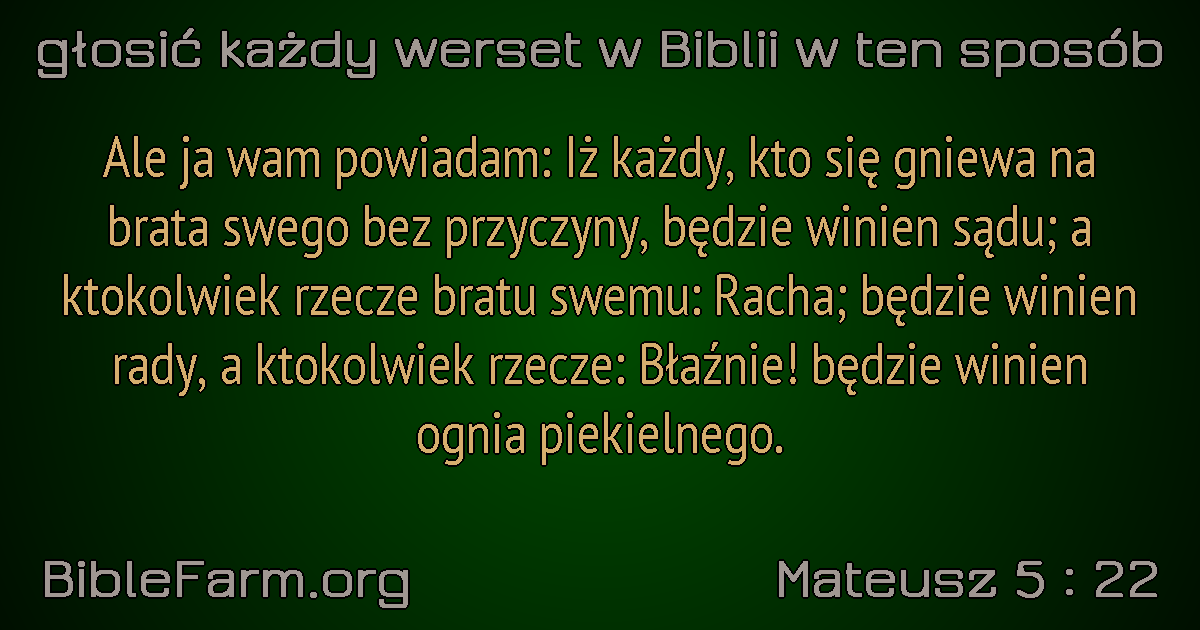 głosić każdy werset w Biblii w ten sposób
Ale ja wam powiadam: Iż każdy, kto się gniewa na
brata swego bez przyczyny, będzie winien sądu; a
ktokolwiek rzecze bratu swemu: Racha; będzie winien
rady, a ktokolwiek rzecze: Błaźnie! będzie winien
ognia piekielnego.
BibleFarm.org
Mateusz 5 : 22